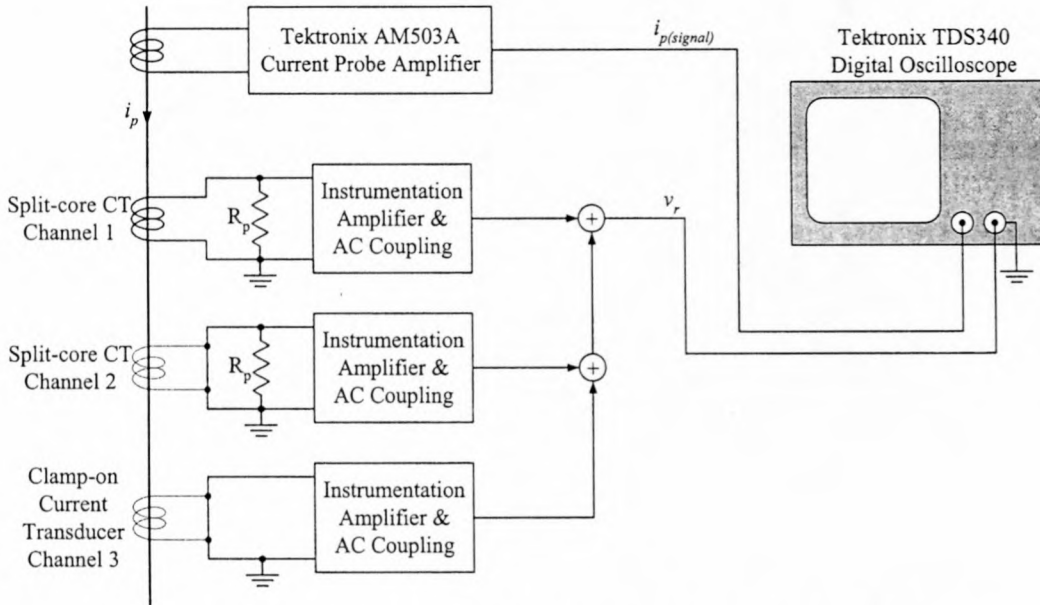 Tektronix AM503A
Current Probe Amplifier
i_p(signal)
Tektronix TDS340
Digital Oscilloscope
i_p
Split-core CT
Channel 1
R_p
Instrumentation
Amplifier &
AC Coupling
+
v_r
Split-core CT
Channel 2
R_p
Instrumentation
Amplifier &
AC Coupling
+
Clamp-on
Current
Transducer
Channel 3
Instrumentation
Amplifier &
AC Coupling